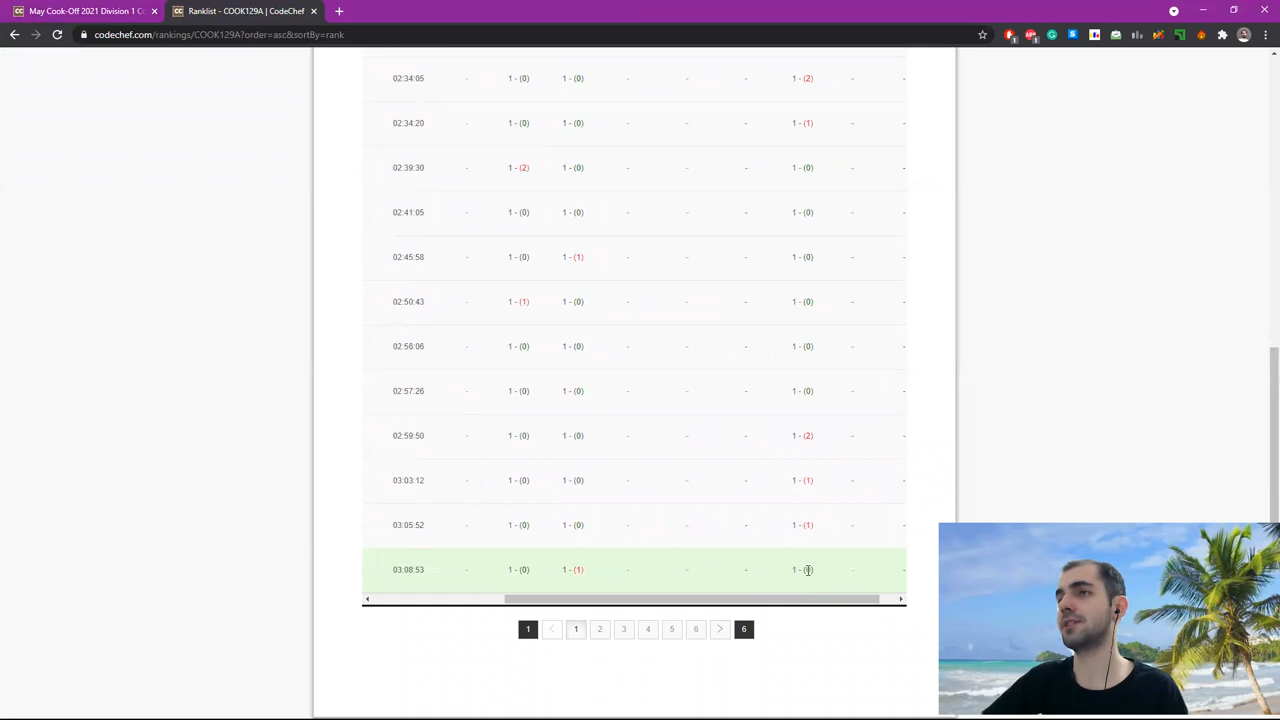 May Cook-Off 2021 Division 1 C
Ranklist - COOK129A | CodeChef
codechef.com/rankings/COOK129A?order=asc&sortBy=rank
02:34:05 - 1 - (0) 1 - (0) - - - 1 - (2) - -
02:34:20 - 1 - (0) 1 - (0) - - - 1 - (1) - -
02:39:30 - 1 - (2) 1 - (0) - - - 1 - (0) - -
02:41:05 - 1 - (0) 1 - (0) - - - 1 - (0) - -
02:45:58 - 1 - (0) 1 - (1) - - - 1 - (0) - -
02:50:43 - 1 - (1) 1 - (0) - - - 1 - (0) - -
02:56:06 - 1 - (0) 1 - (0) - - - 1 - (0) - -
02:57:26 - 1 - (0) 1 - (0) - - - 1 - (0) - -
02:59:50 - 1 - (0) 1 - (0) - - - 1 - (2) - -
03:03:12 - 1 - (0) 1 - (0) - - - 1 - (1) - -
03:05:52 - 1 - (0) 1 - (0) - - - 1 - (1) - -
03:08:53 - 1 - (0) 1 - (1) - - - 1 - - -
1 < 1 2 3 4 5 6 > 6